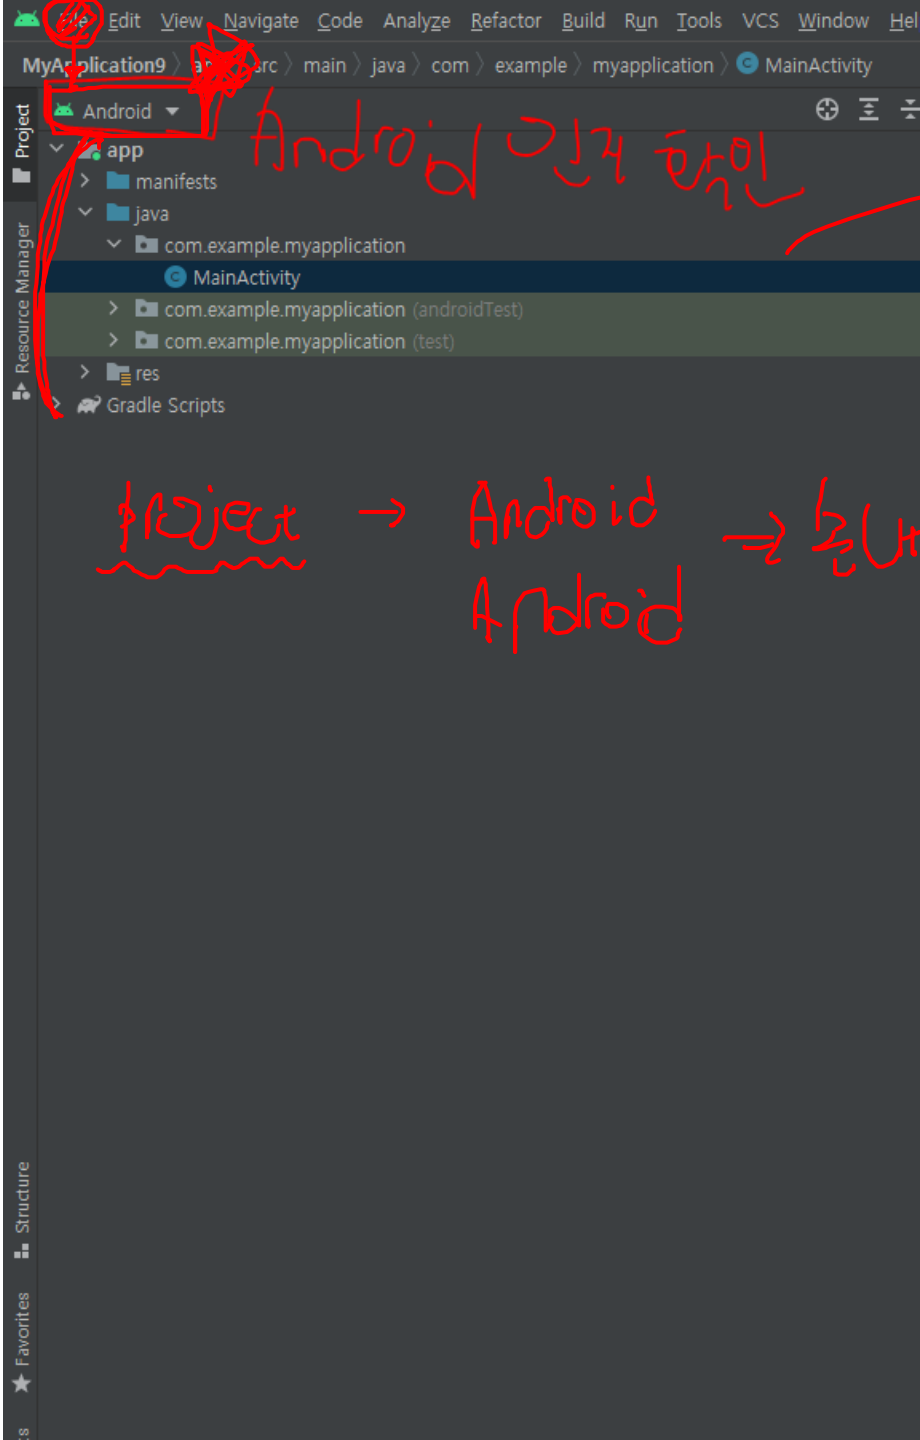 File Edit View Navigate Code Analyze Refactor Build Run Tools VCS Window Hel
MyApplication9 〉 app 〉 src 〉 main 〉 java 〉 com 〉 example 〉 myapplication 〉 MainActivity
Project
Android
Android 인지 확인
app
manifests
java
com.example.myapplication
MainActivity
com.example.myapplication (androidTest)
com.example.myapplication (test)
res
Gradle Scripts
Resource Manager
project → Android ⇒
Android
Structure
Favorites